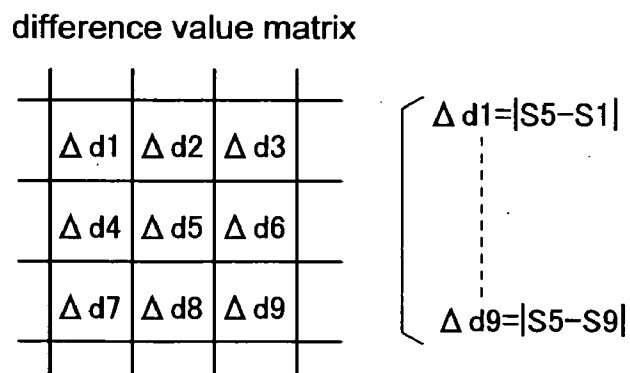 difference value matrix
Δ d1 Δ d2 Δ d3
Δ d4 Δ d5 Δ d6
Δ d7 Δ d8 Δ d9
Δ d1=|S5-S1|
Δ d9=|S5-S9|